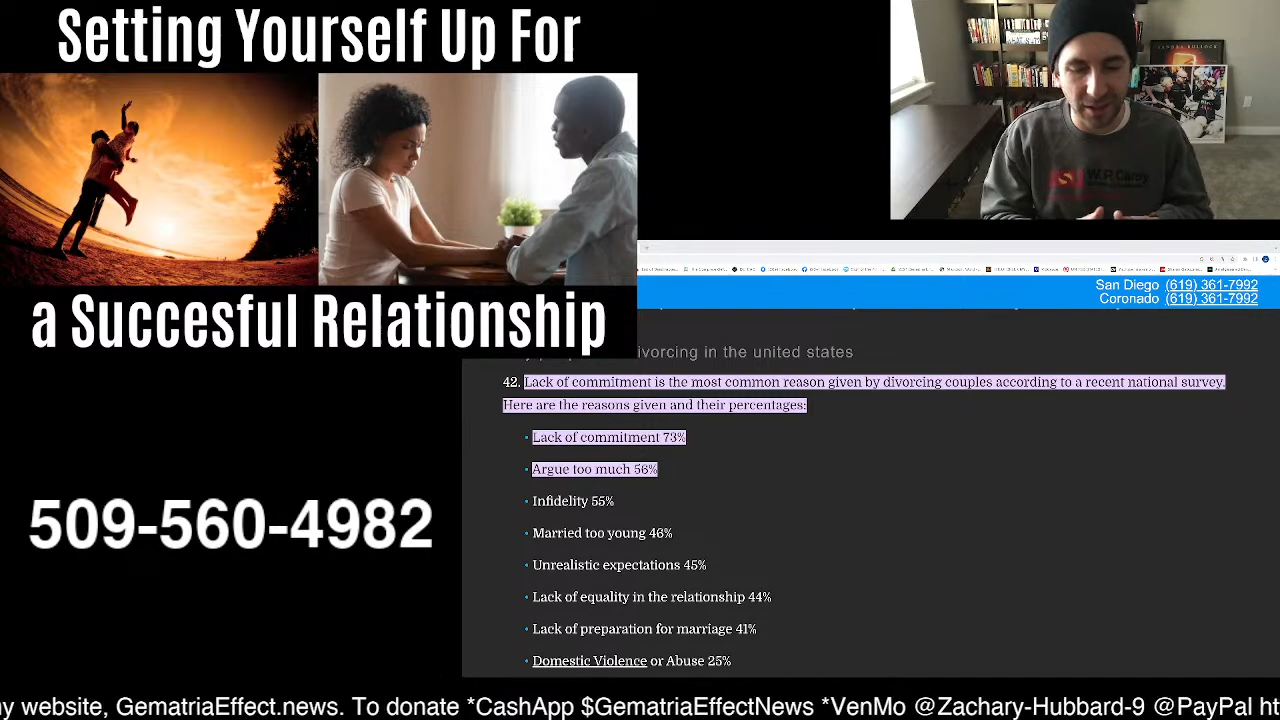 Setting Yourself Up For
SANDRA BULLOCK
W. P. Carey
San Diego (619) 361-7992
Coronado (619) 361-7992
a Succesful Relationship
ivorcing in the united states
42. Lack of commitment is the most common reason given by divorcing couples according to a recent national survey.
Here are the reasons given and their percentages:
• Lack of commitment 73%
• Argue too much 56%
• Infidelity 55%
509-560-4982
• Married too young 46%
• Unrealistic expectations 45%
• Lack of equality in the relationship 44%
• Lack of preparation for marriage 41%
• Domestic Violence or Abuse 25%
ny website, GematriaEffect.news. To donate *CashApp $GematriaEffectNews *VenMo @Zachary-Hubbard-9 @PayPal ht